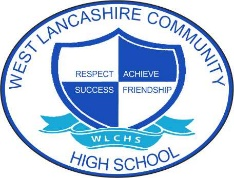 WEST LANCASHIRE COMMUNITY
RESPECT ACHIEVE
SUCCESS FRIENDSHIP
WLCHS
HIGH SCHOOL